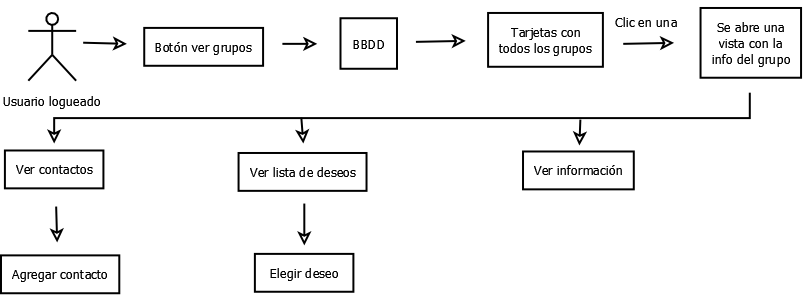 Usuario logueado
Botón ver grupos
BBDD
Tarjetas con
todos los grupos
Clic en una
Se abre una
vista con la
info del grupo
Ver contactos
Ver lista de deseos
Ver información
Agregar contacto
Elegir deseo